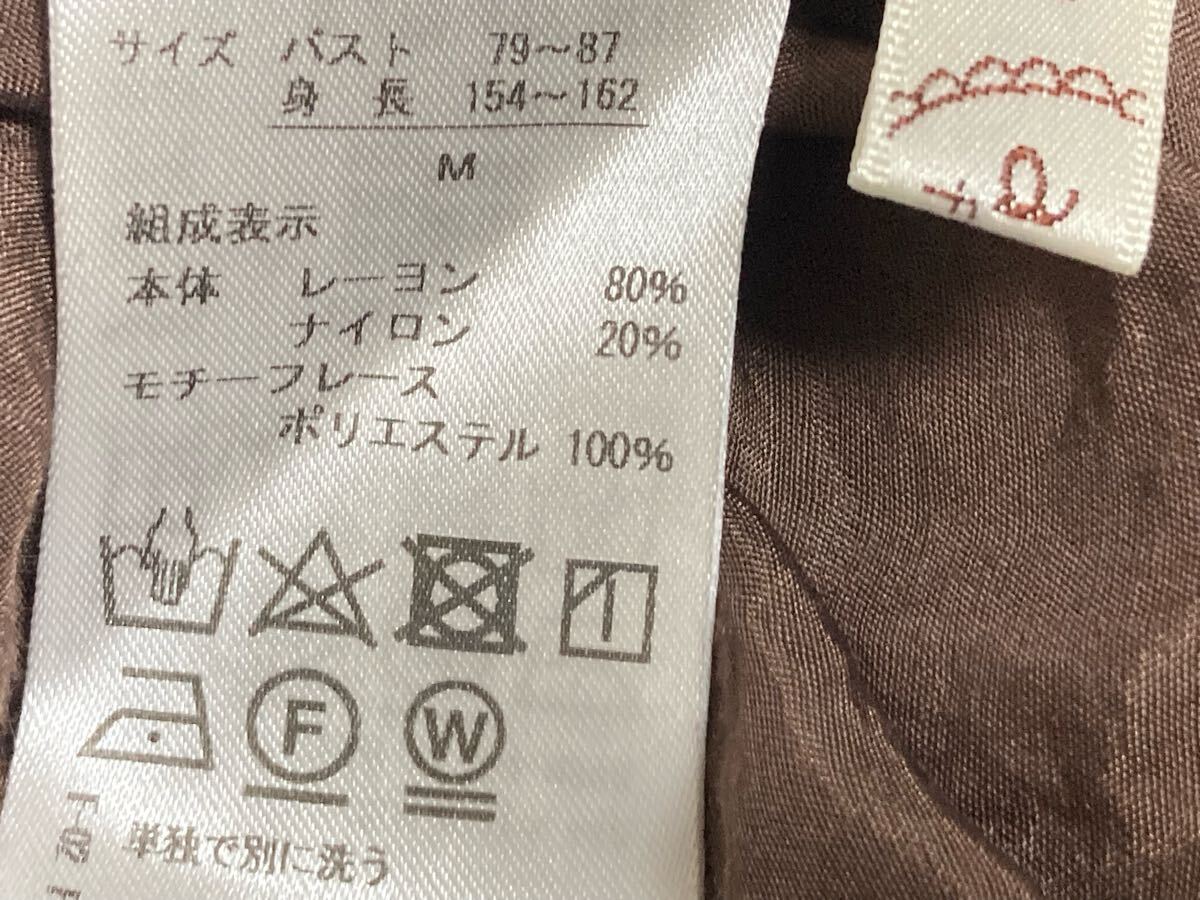 サイズ バスト 79～87
身長 154～162
M
組成表示
本体 レーヨン 80%
ナイロン 20%
モチーフレース
ポリエステル 100%
F
W
単独で別に洗う